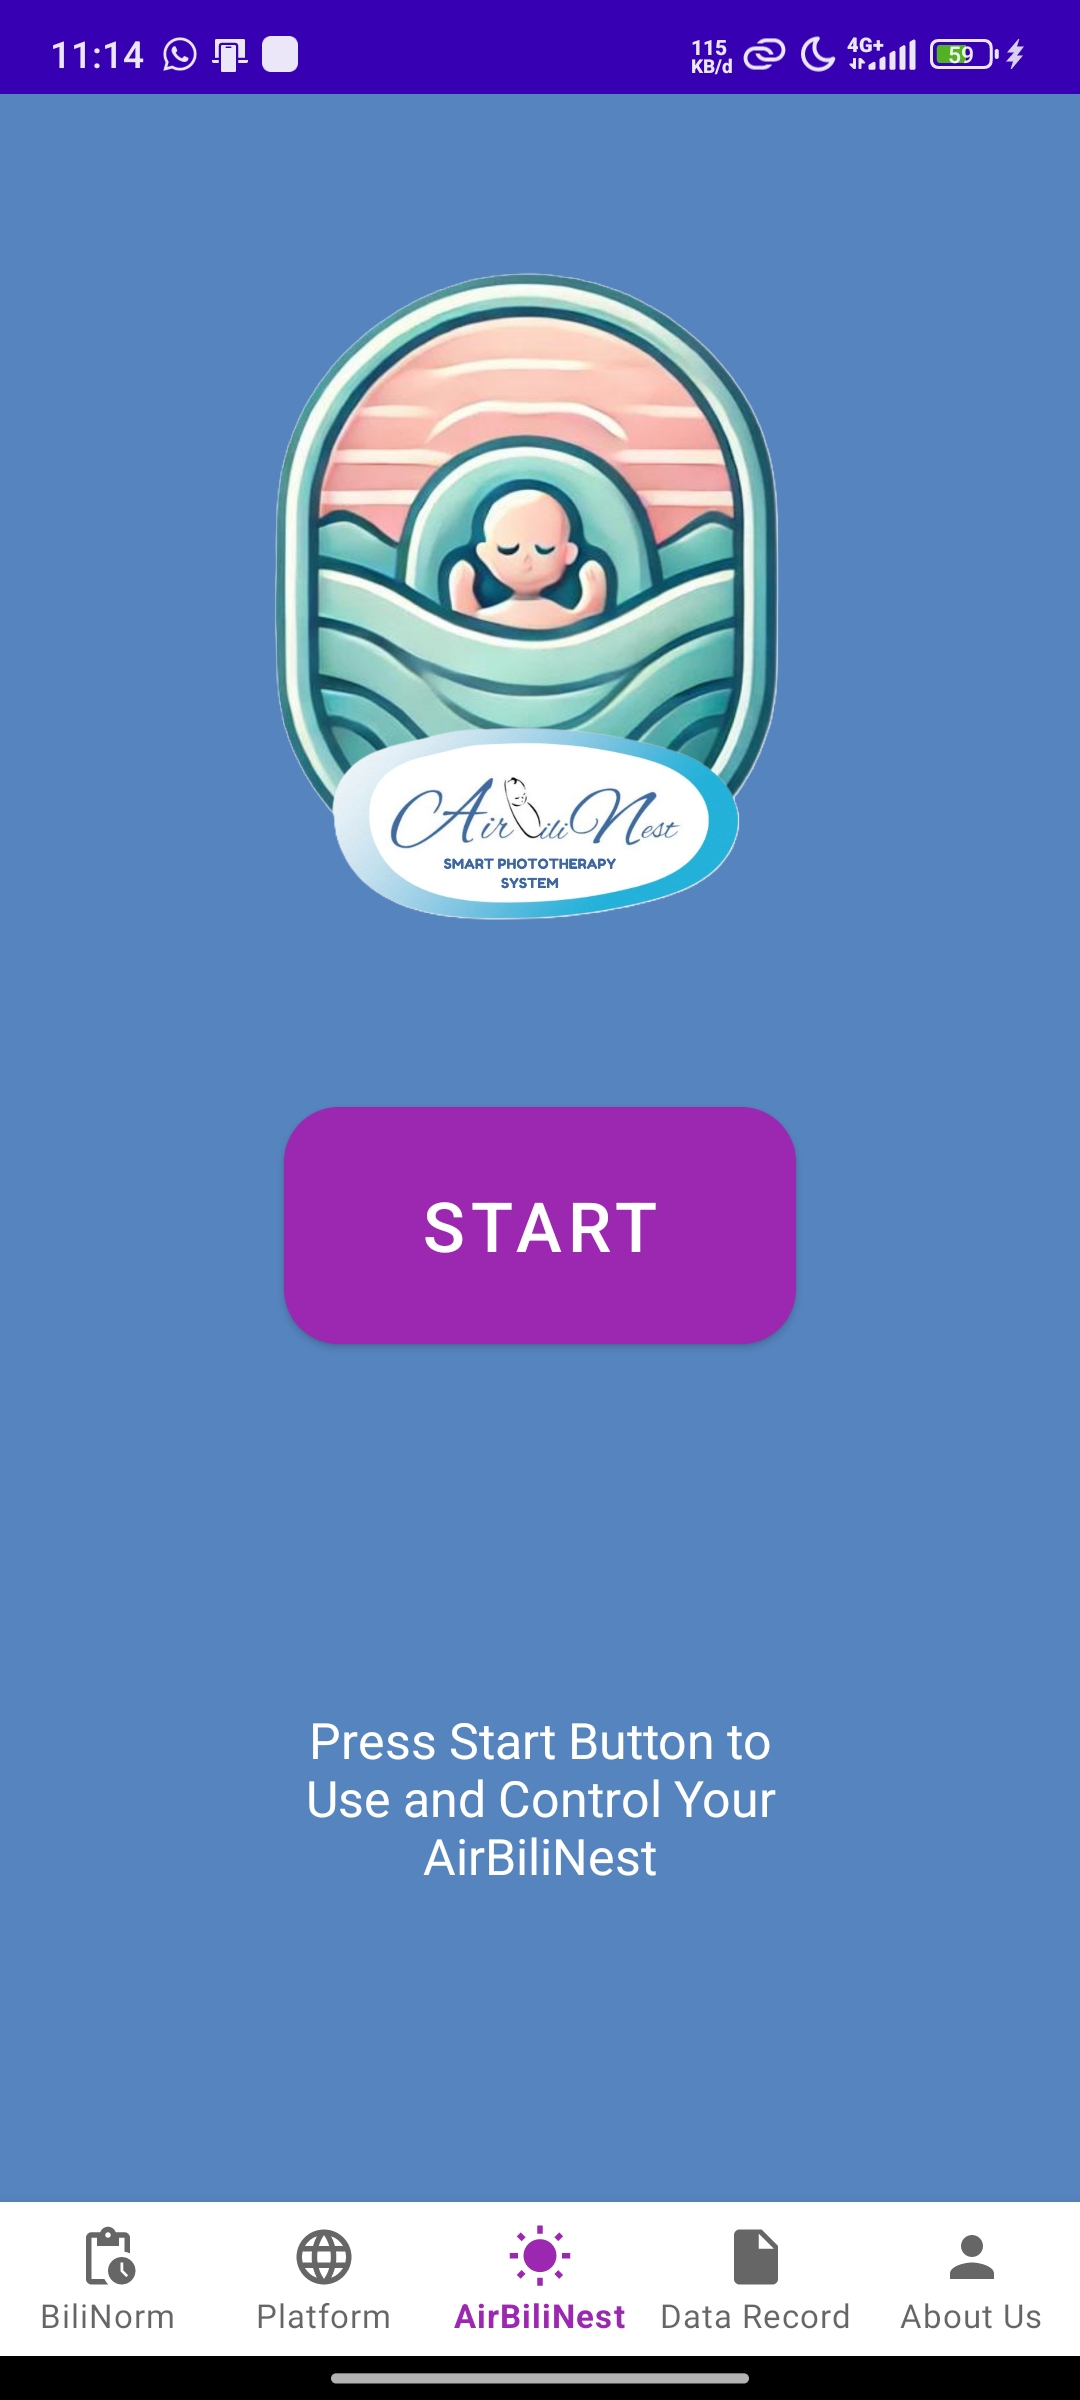 11:14
115
KB/d
4G+
59
AirBiliNest
SMART PHOTOTHERAPY
SYSTEM
START
Press Start Button to
Use and Control Your
AirBiliNest
BiliNorm
Platform
AirBiliNest
Data Record
About Us